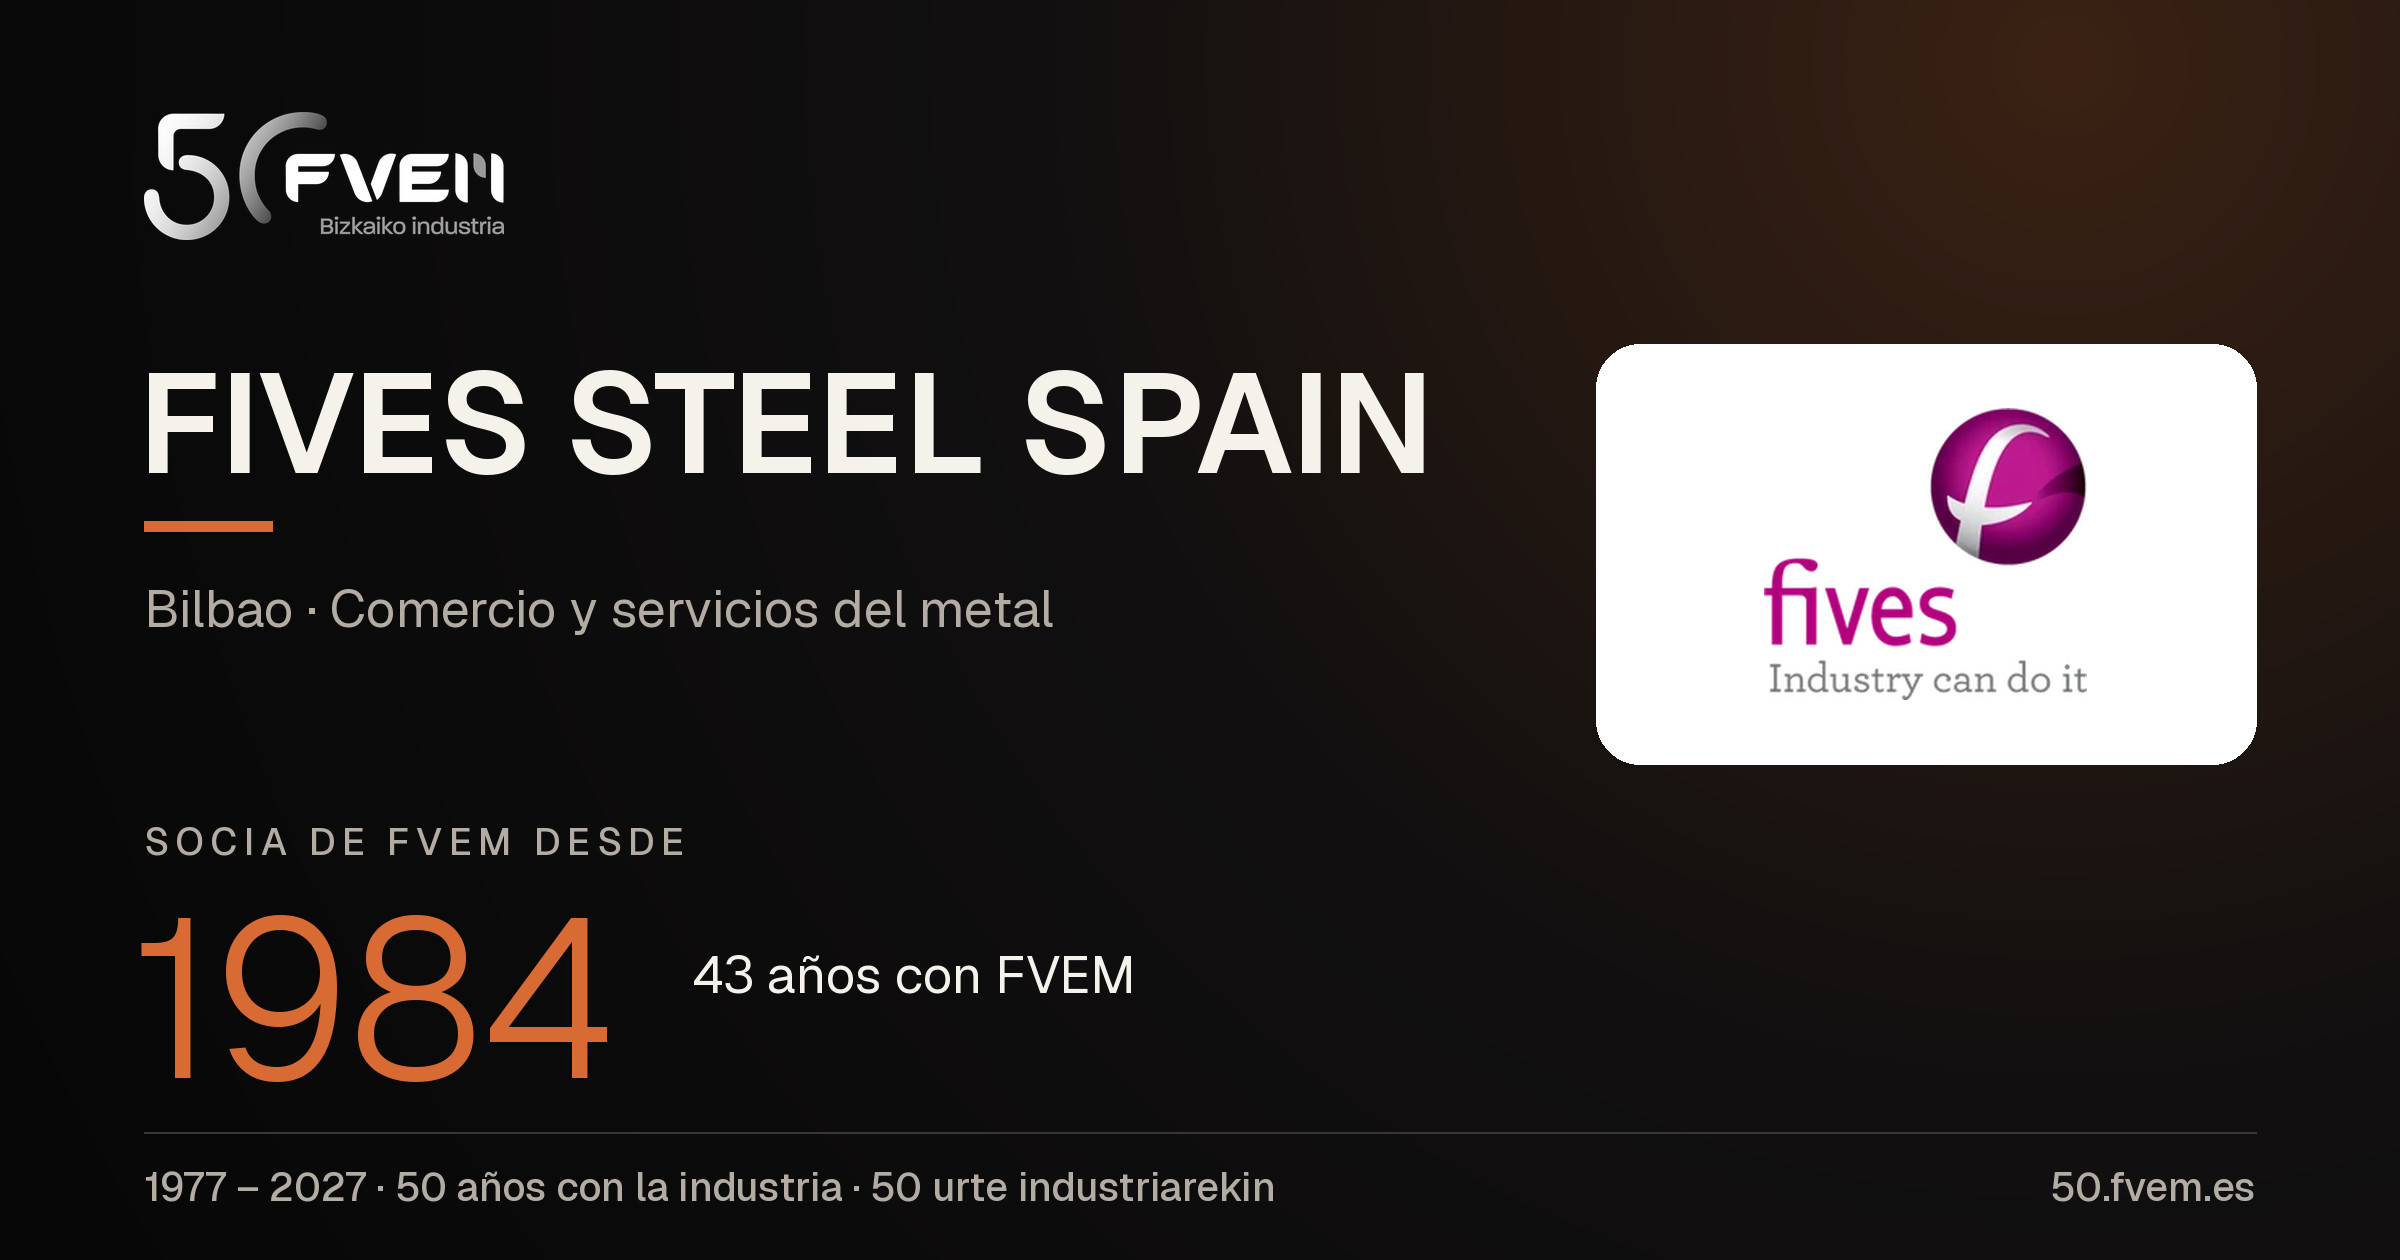 50 FVEM
Bizkaiko industria
FIVES STEEL SPAIN
Bilbao · Comercio y servicios del metal
fives
Industry can do it
SOCIA DE FVEM DESDE
1984
43 años con FVEM
1977 – 2027 · 50 años con la industria · 50 urte industriarekin
50.fvem.es